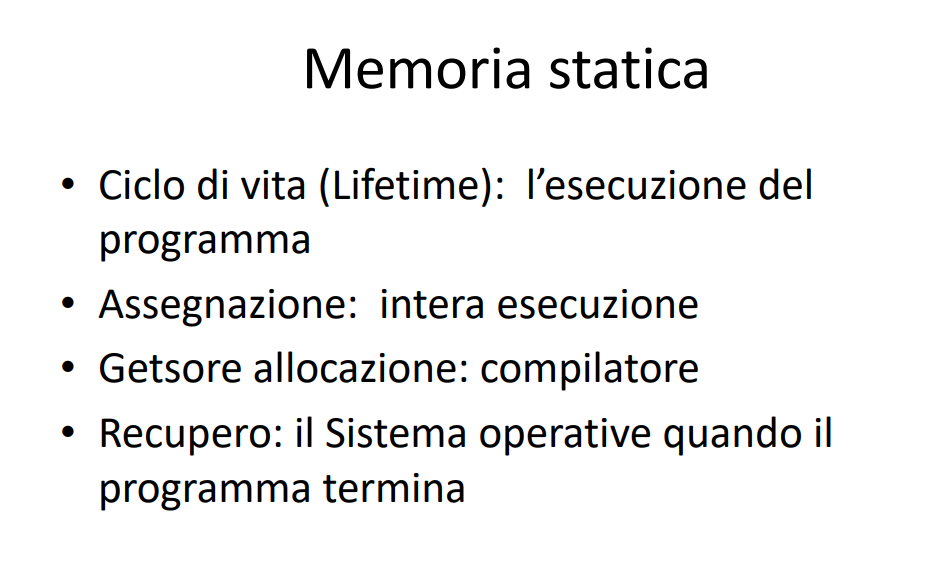 Memoria statica
• Ciclo di vita (Lifetime):  l’esecuzione del
programma
• Assegnazione:  intera esecuzione
• Getsore allocazione: compilatore
• Recupero: il Sistema operative quando il
programma termina